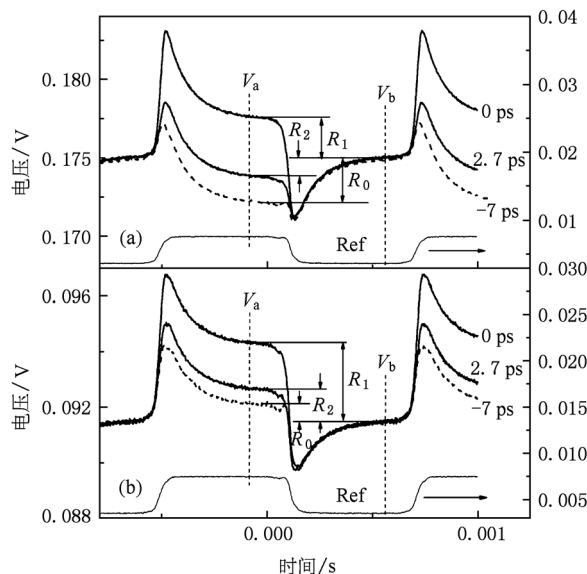 0.04
0.180
V_a
0 ps
0.03
V_b
R_2
R_1
电压/V
0.175
0.02
2.7 ps
R_0
-7 ps
0.01
0.170
(a)
Ref
0.00
0.030
0.096
V_a
V_b
0 ps
0.025
2.7 ps
0.020
电压/V
R_1
-7 ps
0.092
R_2
0.015
R_0
0.010
(b)
Ref
0.005
0.088
0.000
0.001
时间/s